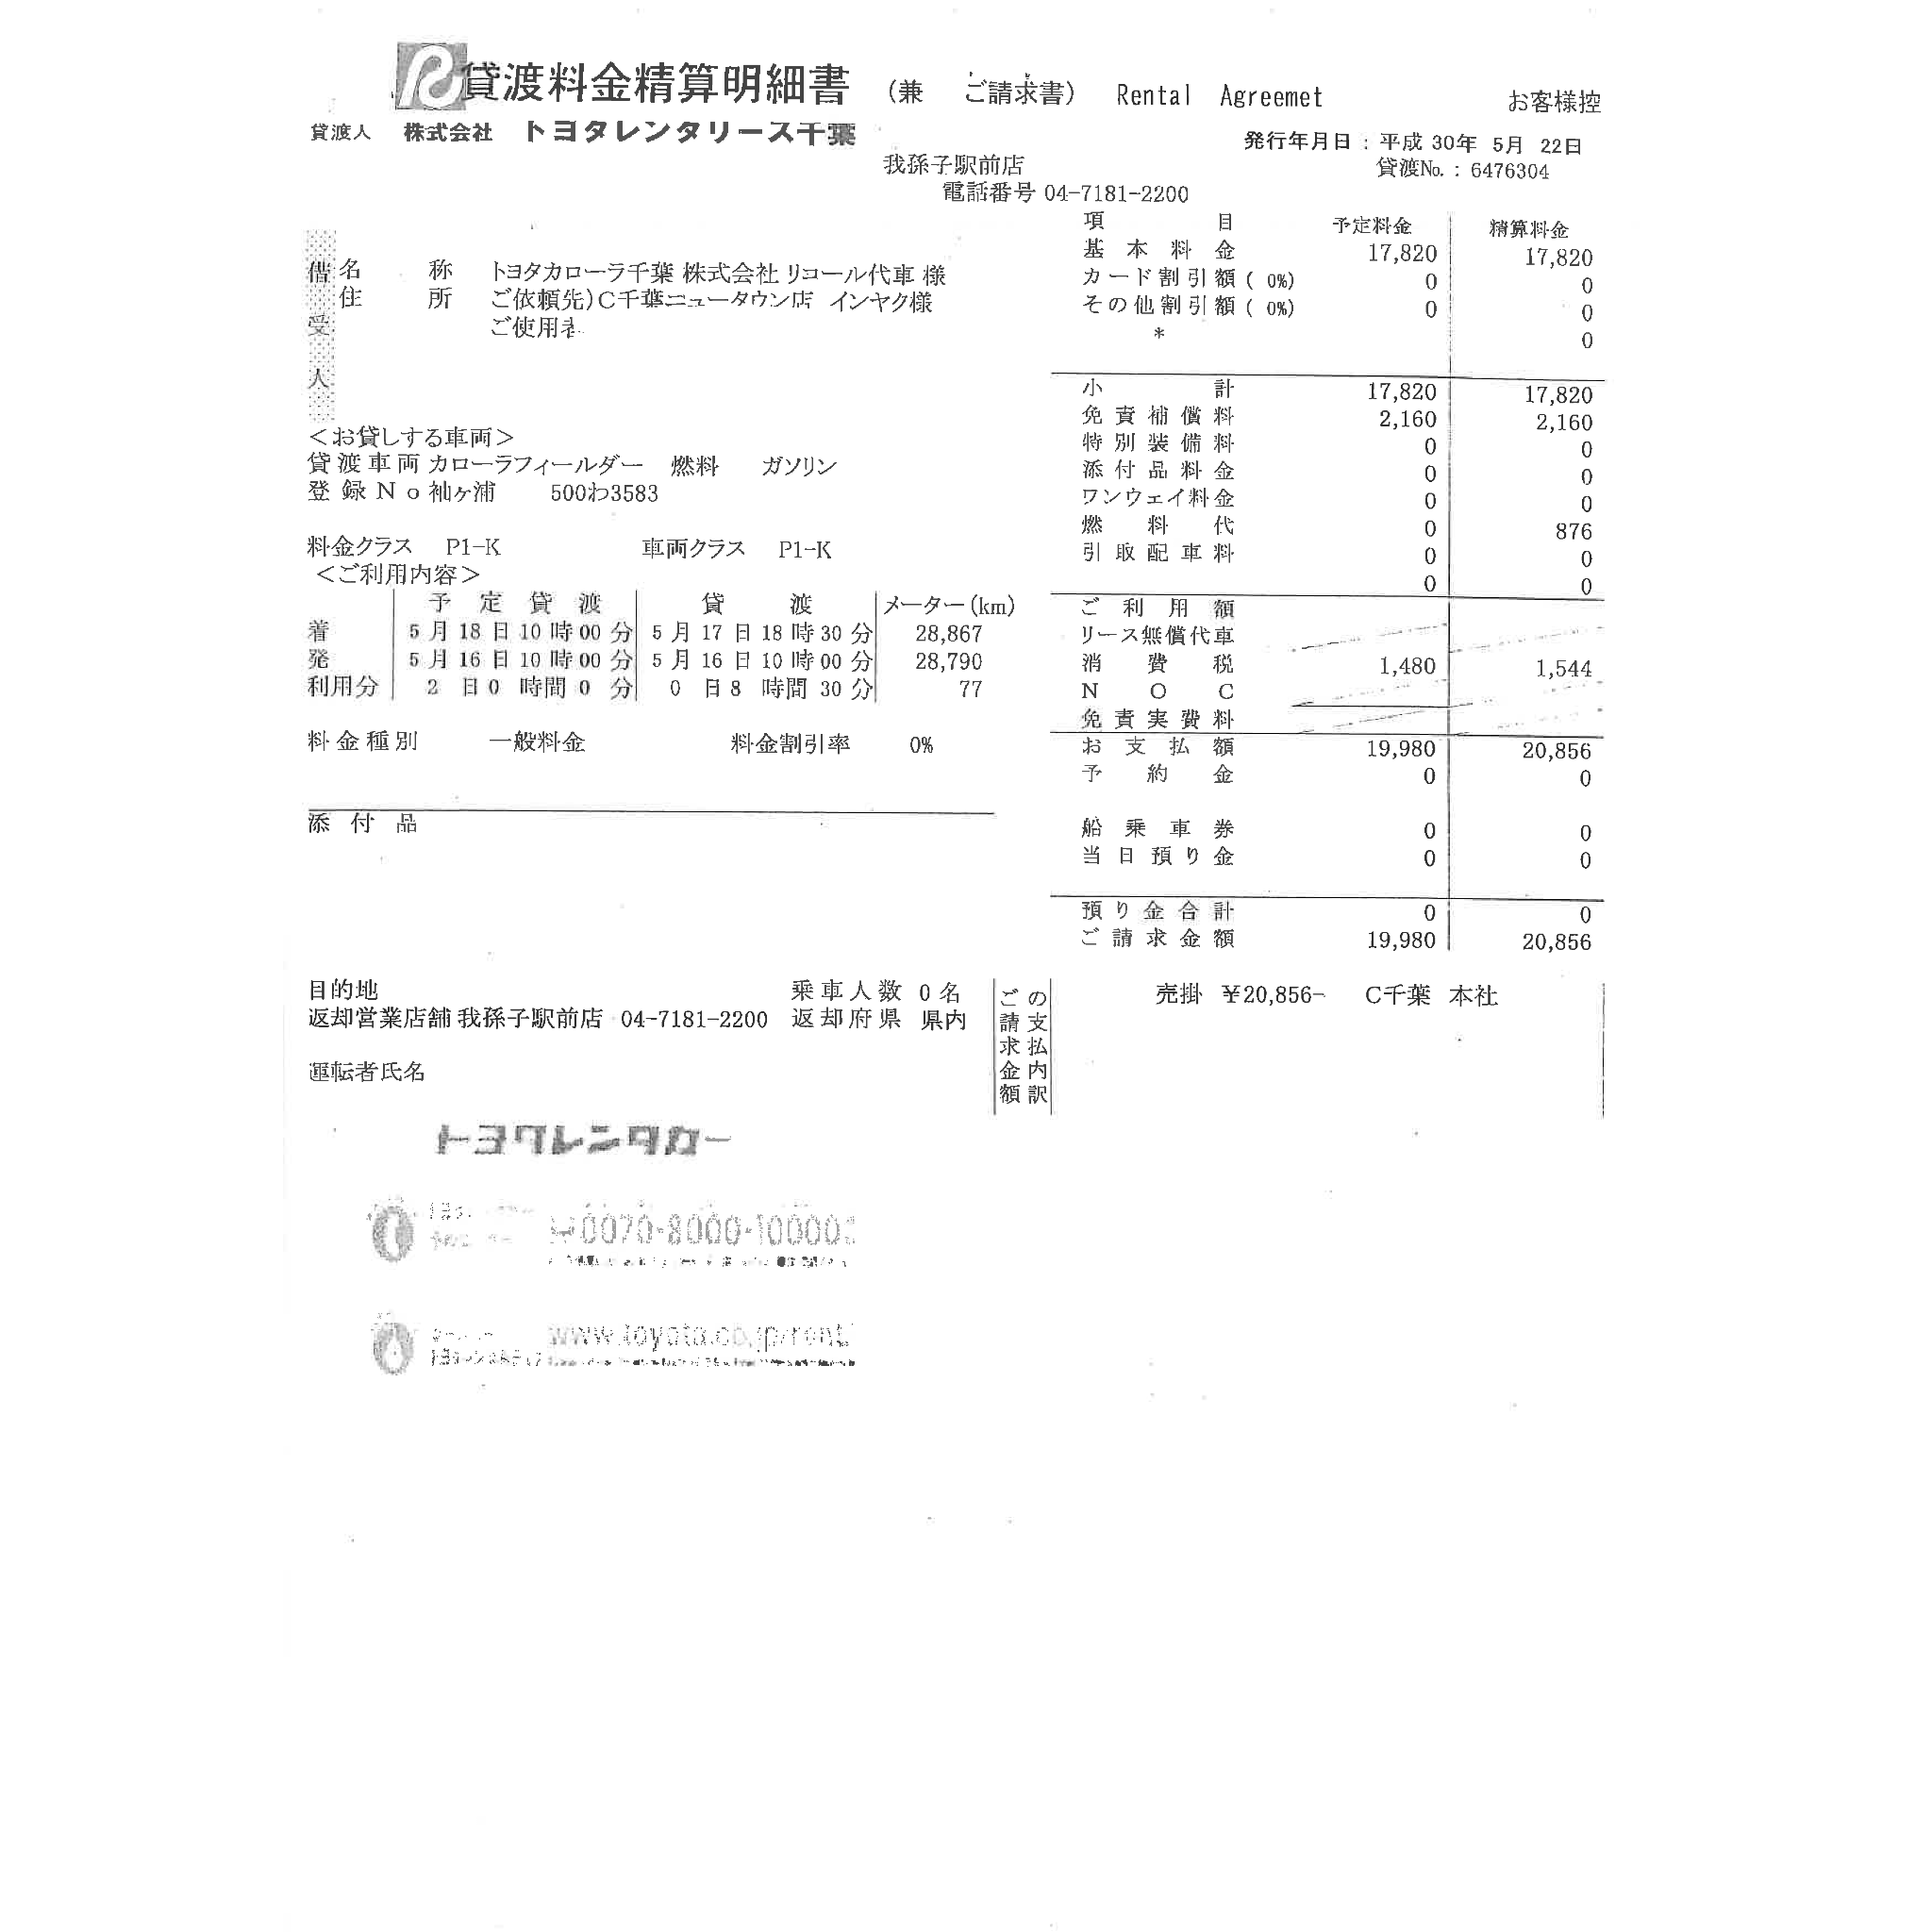 貸渡料金精算明細書 (兼 ご請求書) Rental Agreemet お客様控
貸渡人 株式会社 トヨタレンタリース千葉
発行年月日 : 平成 30年 5月 22日
我孫子駅前店
貸渡No. : 6476304
電話番号 04-7181-2200
借受人
名称 トヨタカローラ千葉 株式会社 リコール代車 様
住所 ご依頼先)C千葉ニュータウン店 インヤク様
ご使用
<お貸しする車両>
貸渡車両 カローラフィールダー 燃料 ガソリン
登録No 袖ヶ浦 500わ3583
料金クラス P1-K 車両クラス P1-K
<ご利用内容>
予定貸渡 貸渡 メーター(km)
着 5月18日10時00分 5月17日18時30分 28,867
発 5月16日10時00分 5月16日10時00分 28,790
利用分 2日0時間0分 0日8時間30分 77
料金種別 一般料金 料金割引率 0%
添付品
項目 予定料金 精算料金
基本料金 17,820 17,820
カード割引額 ( 0%) 0 0
その他割引額 ( 0%) 0 0
* 0
小計 17,820 17,820
免責補償料 2,160 2,160
特別装備料 0 0
添付品料金 0 0
ワンウェイ料金 0 0
燃料代 0 876
引取配車料 0 0
0 0
ご利用額
リース無償代車
消費税 1,480 1,544
NOC
免責実費料
お支払額 19,980 20,856
予約金 0 0
船乗車券 0 0
当日預り金 0 0
預り金合計 0 0
ご請求金額 19,980 20,856
目的地 乗車人数 0名
返却営業店舗 我孫子駅前店 04-7181-2200 返却府県 県内
運転者氏名
ご請求金額の支払内訳
売掛 ¥20,856- C千葉 本社
トヨタレンタカー
0070-8000-10000
www.toyota.co.jp/rent